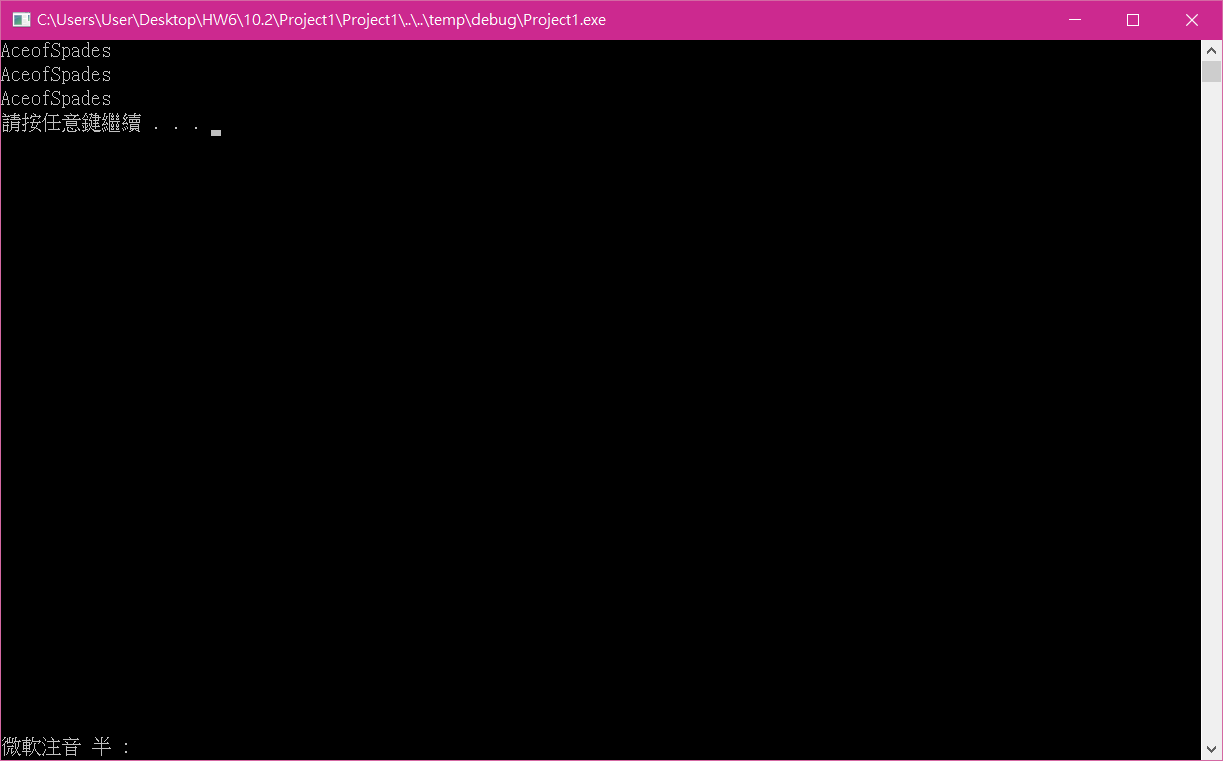 C:\Users\User\Desktop\HW6\10.2\Project1\Project1\..\..\temp\debug\Project1.exe
AceofSpades
AceofSpades
AceofSpades
請按任意鍵繼續 . . .
微軟注音 半 :